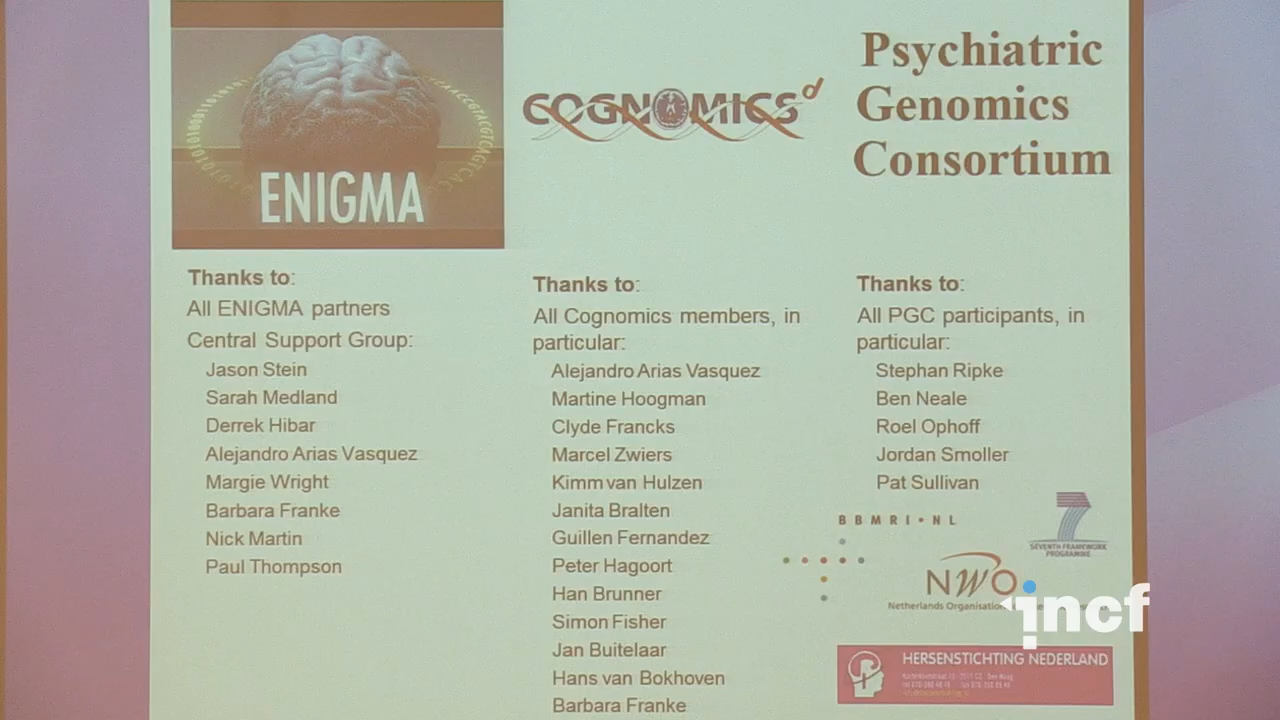 ENIGMA
COGNOMICS
Psychiatric
Genomics
Consortium
Thanks to:
All ENIGMA partners
Central Support Group:
Jason Stein
Sarah Medland
Derrek Hibar
Alejandro Arias Vasquez
Margie Wright
Barbara Franke
Nick Martin
Paul Thompson
Thanks to:
All Cognomics members, in
particular:
Alejandro Arias Vasquez
Martine Hoogman
Clyde Francks
Marcel Zwiers
Kimm van Hulzen
Janita Bralten
Guillen Fernandez
Peter Hagoort
Han Brunner
Simon Fisher
Jan Buitelaar
Hans van Bokhoven
Barbara Franke
Thanks to:
All PGC participants, in
particular:
Stephan Ripke
Ben Neale
Roel Ophoff
Jordan Smoller
Pat Sullivan
BBMRI•NL
7
SEVENTH FRAMEWORK
PROGRAMME
NWO
Netherlands Organisation
incf
HERSENSTICHTING NEDERLAND